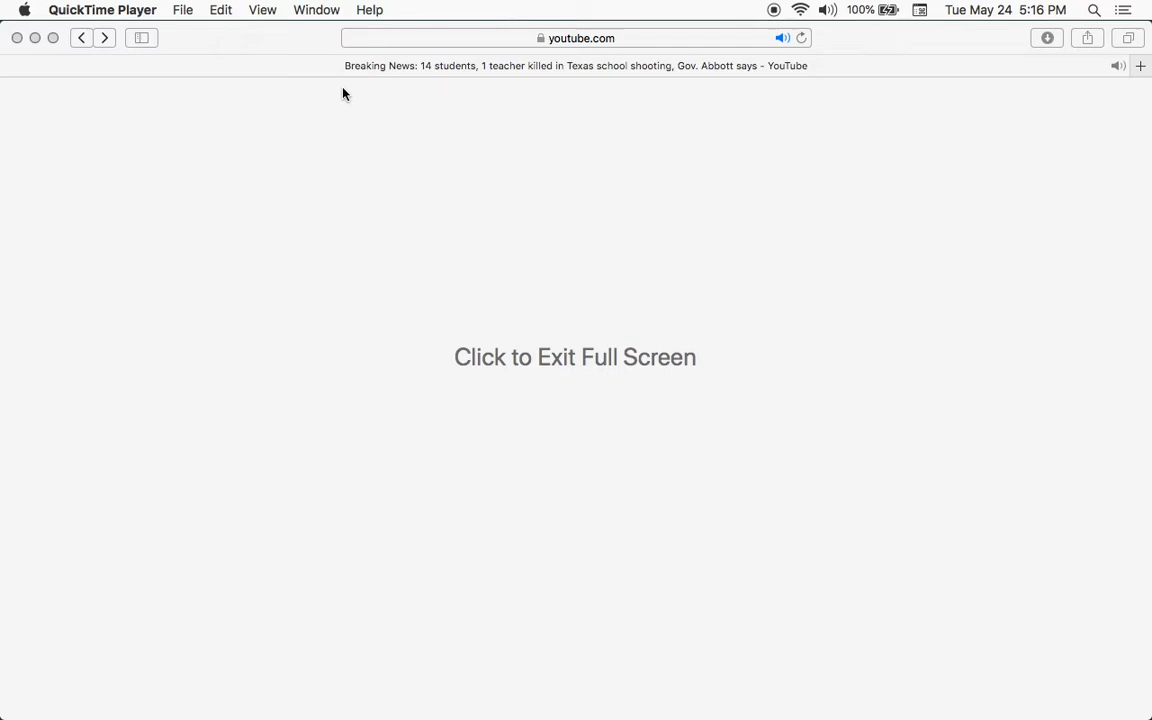 QuickTime Player File Edit View Window Help 100% Tue May 24 5:16 PM
youtube.com
Breaking News: 14 students, 1 teacher killed in Texas school shooting, Gov. Abbott says - YouTube
Click to Exit Full Screen